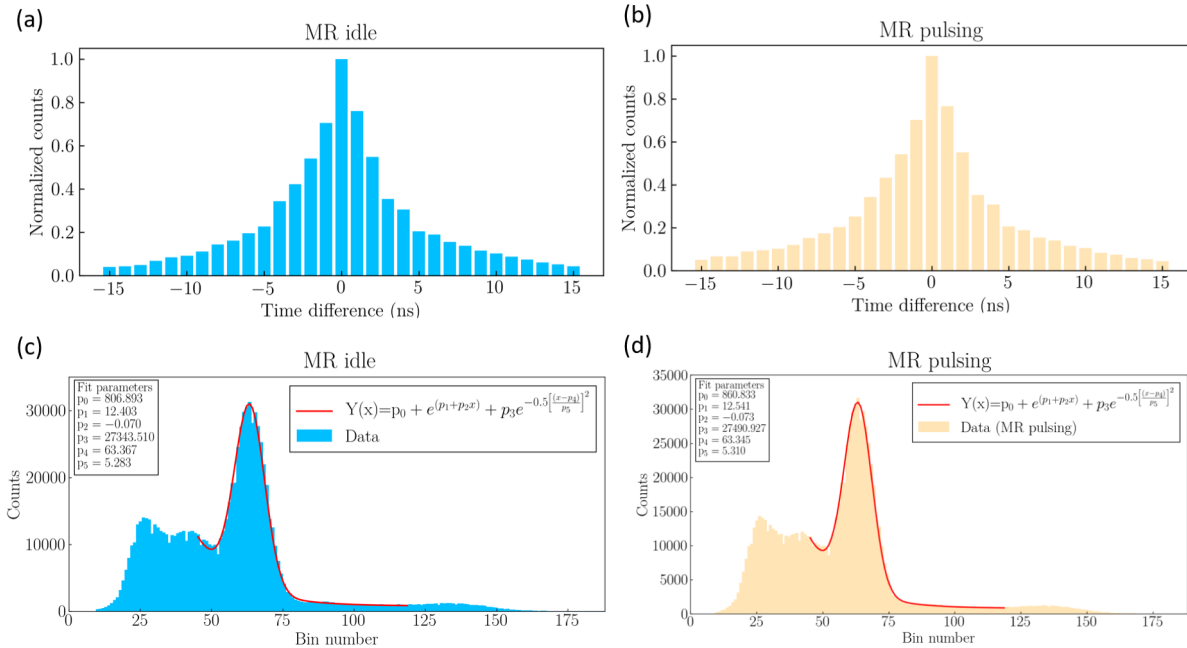 (a)
MR idle
Normalized counts
1.0
0.8
0.6
0.4
0.2
0.0
−15 −10 −5 0 5 10 15
Time difference (ns)
(b)
MR pulsing
Normalized counts
1.0
0.8
0.6
0.4
0.2
0.0
−15 −10 −5 0 5 10 15
Time difference (ns)
(c)
MR idle
Counts
30000
20000
10000
0
Fit parameters
p₀ = 806.893
p₁ = 12.403
p₂ = −0.070
p₃ = 27343.510
p₄ = 63.367
p₅ = 5.283
Y(x)=p₀ + e^(p₁+p₂x) + p₃e^−0.5[(x−p₄)/p₅]²
Data
0 25 50 75 100 125 150 175
Bin number
(d)
MR pulsing
Counts
35000
30000
25000
20000
15000
10000
5000
0
Fit parameters
p₀ = 860.833
p₁ = 12.541
p₂ = −0.073
p₃ = 27490.927
p₄ = 63.345
p₅ = 5.310
Y(x)=p₀ + e^(p₁+p₂x) + p₃e^−0.5[(x−p₄)/p₅]²
Data (MR pulsing)
0 25 50 75 100 125 150 175
Bin number